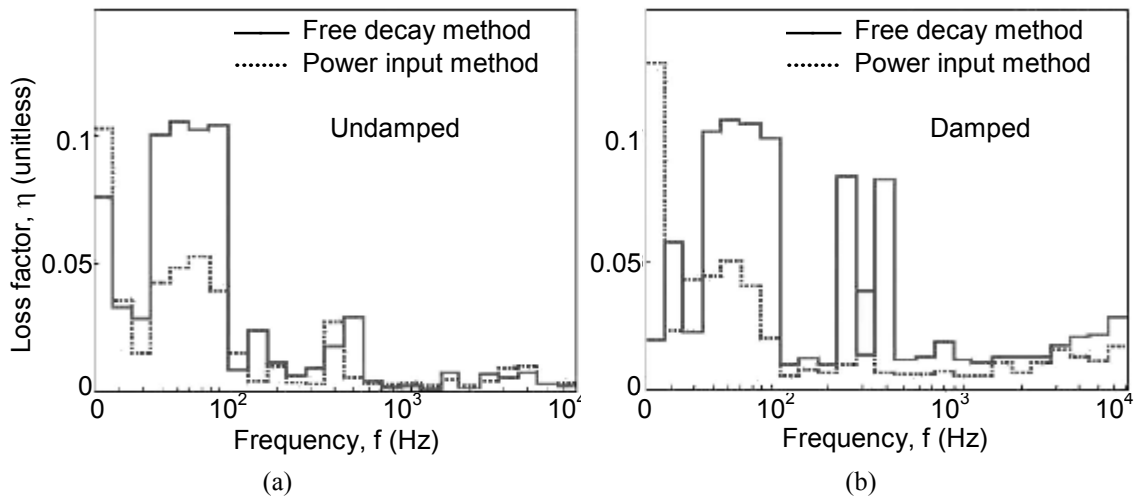 Free decay method
Power input method
Undamped
Loss factor, η (unitless)
0.1
0.05
0
0 10² 10³ 10⁴
Frequency, f (Hz)
(a)
Free decay method
Power input method
Damped
0.1
0.05
0
0 10² 10³ 10⁴
Frequency, f (Hz)
(b)